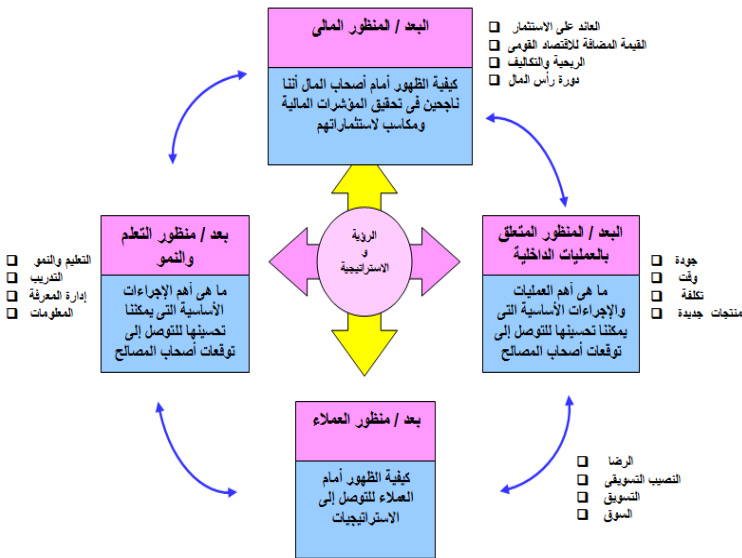 البعد / المنظور المالى
كيفية الظهور أمام أصحاب المال أننا
ناجحين فى تحقيق المؤشرات المالية
ومكاسب لاستثماراتهم
العائد على الاستثمار
القيمة المضافة للاقتصاد القومى
الربحية والتكاليف
دورة رأس المال
البعد / المنظور المتعلق
بالعمليات الداخلية
ما هى أهم العمليات
والإجراءات الأساسية التى
يمكننا تحسينها للتوصل إلى
توقعات أصحاب المصالح
جودة
وقت
تكلفة
منتجات جديدة
الرؤية
و
الاستراتيجية
بعد / منظور التعلم
والنمو
ما هى أهم الإجراءات
الأساسية التى يمكننا
تحسينها للتوصل إلى
توقعات أصحاب المصالح
التعليم والنمو
التدريب
إدارة المعرفة
المعلومات
بعد / منظور العملاء
كيفية الظهور أمام
العملاء للتوصل إلى
الاستراتيجيات
الرضا
النصيب التسويقى
التسويق
السوق